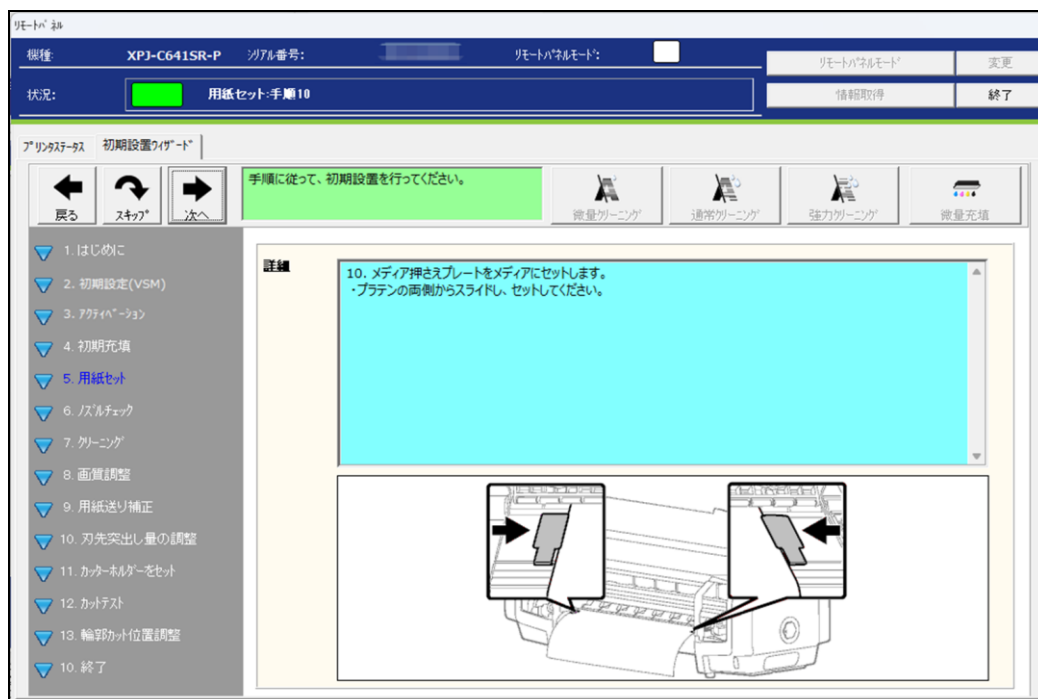 リモートパネル
機種: XPJ-C641SR-P シリアル番号: リモートパネルモード:
リモートパネルモード 変更
状況: 用紙セット:手順10
情報取得 終了
プリンタステータス 初期設置ウィザード
戻る スキップ 次へ
手順に従って、初期設置を行ってください。
微量クリーニング 通常クリーニング 強力クリーニング 微量充填
1. はじめに
2. 初期設定(VSM)
3. アクティベーション
4. 初期充填
5. 用紙セット
6. ノズルチェック
7. クリーニング
8. 画質調整
9. 用紙送り補正
10. 刃先突出し量の調整
11. カッターホルダーをセット
12. カットテスト
13. 輪郭カット位置調整
10. 終了
詳細
10. メディア押さえプレートをメディアにセットします。
・プラテンの両側からスライドし、セットしてください。